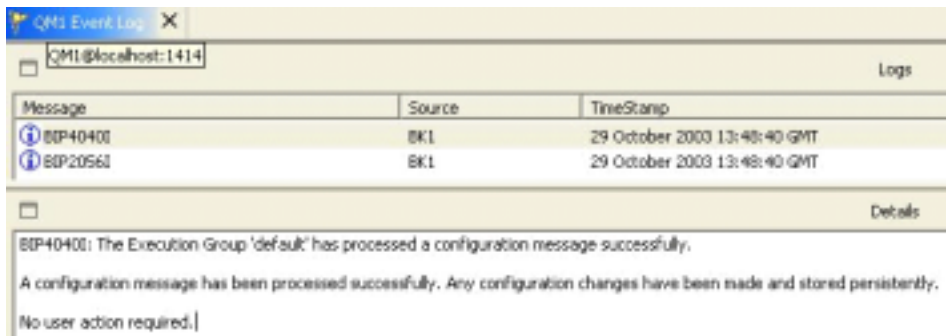 QM1 Event Log
QM1@localhost:1414
Logs
Message Source TimeStamp
BIP4040I BK1 29 October 2003 13:48:40 GMT
BIP2056I BK1 29 October 2003 13:48:40 GMT
Details
BIP4040I: The Execution Group 'default' has processed a configuration message successfully.
A configuration message has been processed successfully. Any configuration changes have been made and stored persistently.
No user action required.